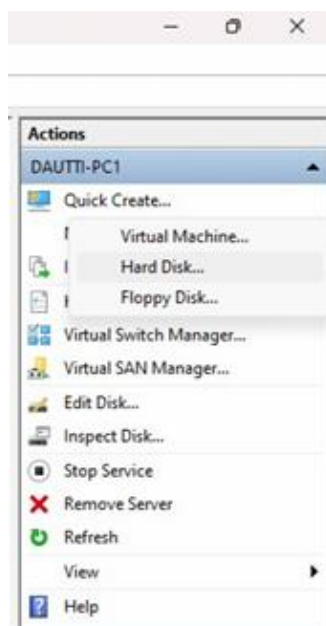 Actions
DAUTTI-PC1
Quick Create...
Virtual Machine...
Hard Disk...
Floppy Disk...
Virtual Switch Manager...
Virtual SAN Manager...
Edit Disk...
Inspect Disk...
Stop Service
Remove Server
Refresh
View
Help